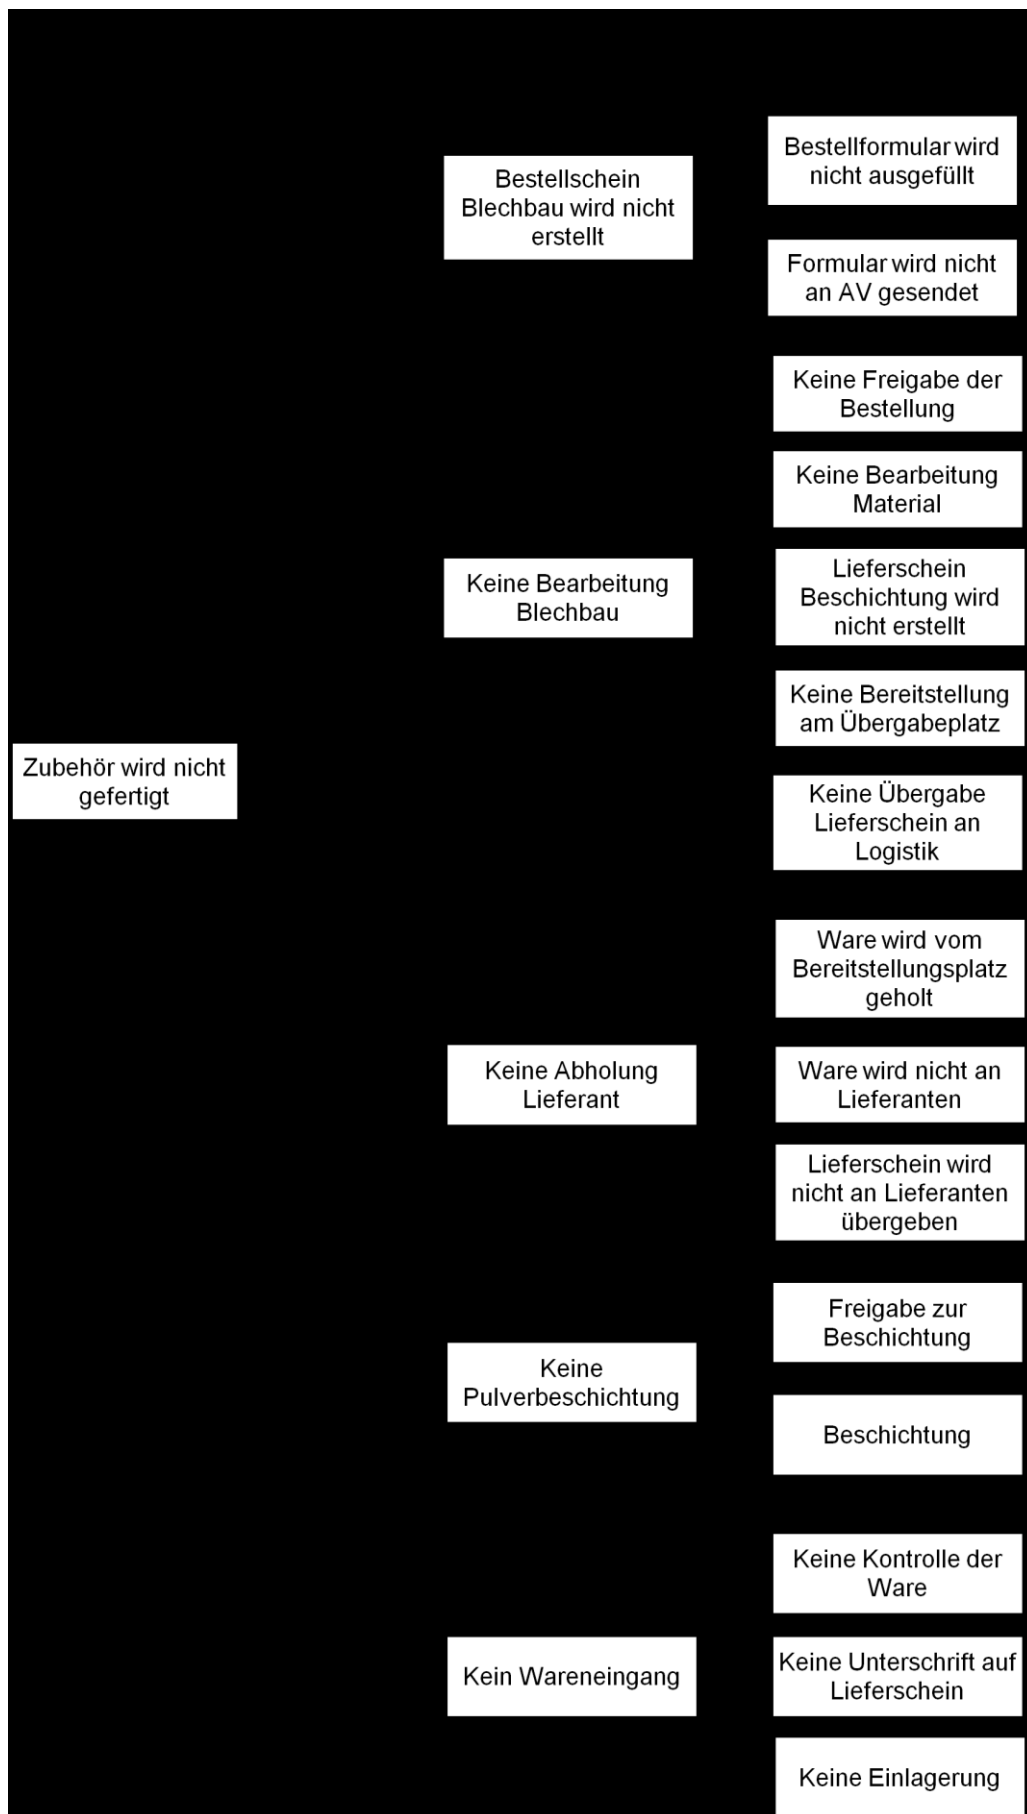 Zubehör wird nicht
gefertigt
Bestellschein
Blechbau wird nicht
erstellt
Bestellformular wird
nicht ausgefüllt
Formular wird nicht
an AV gesendet
Keine Bearbeitung
Blechbau
Keine Freigabe der
Bestellung
Keine Bearbeitung
Material
Lieferschein
Beschichtung wird
nicht erstellt
Keine Bereitstellung
am Übergabeplatz
Keine Übergabe
Lieferschein an
Logistik
Keine Abholung
Lieferant
Ware wird vom
Bereitstellungsplatz
geholt
Ware wird nicht an
Lieferanten
Lieferschein wird
nicht an Lieferanten
übergeben
Keine
Pulverbeschichtung
Freigabe zur
Beschichtung
Beschichtung
Kein Wareneingang
Keine Kontrolle der
Ware
Keine Unterschrift auf
Lieferschein
Keine Einlagerung